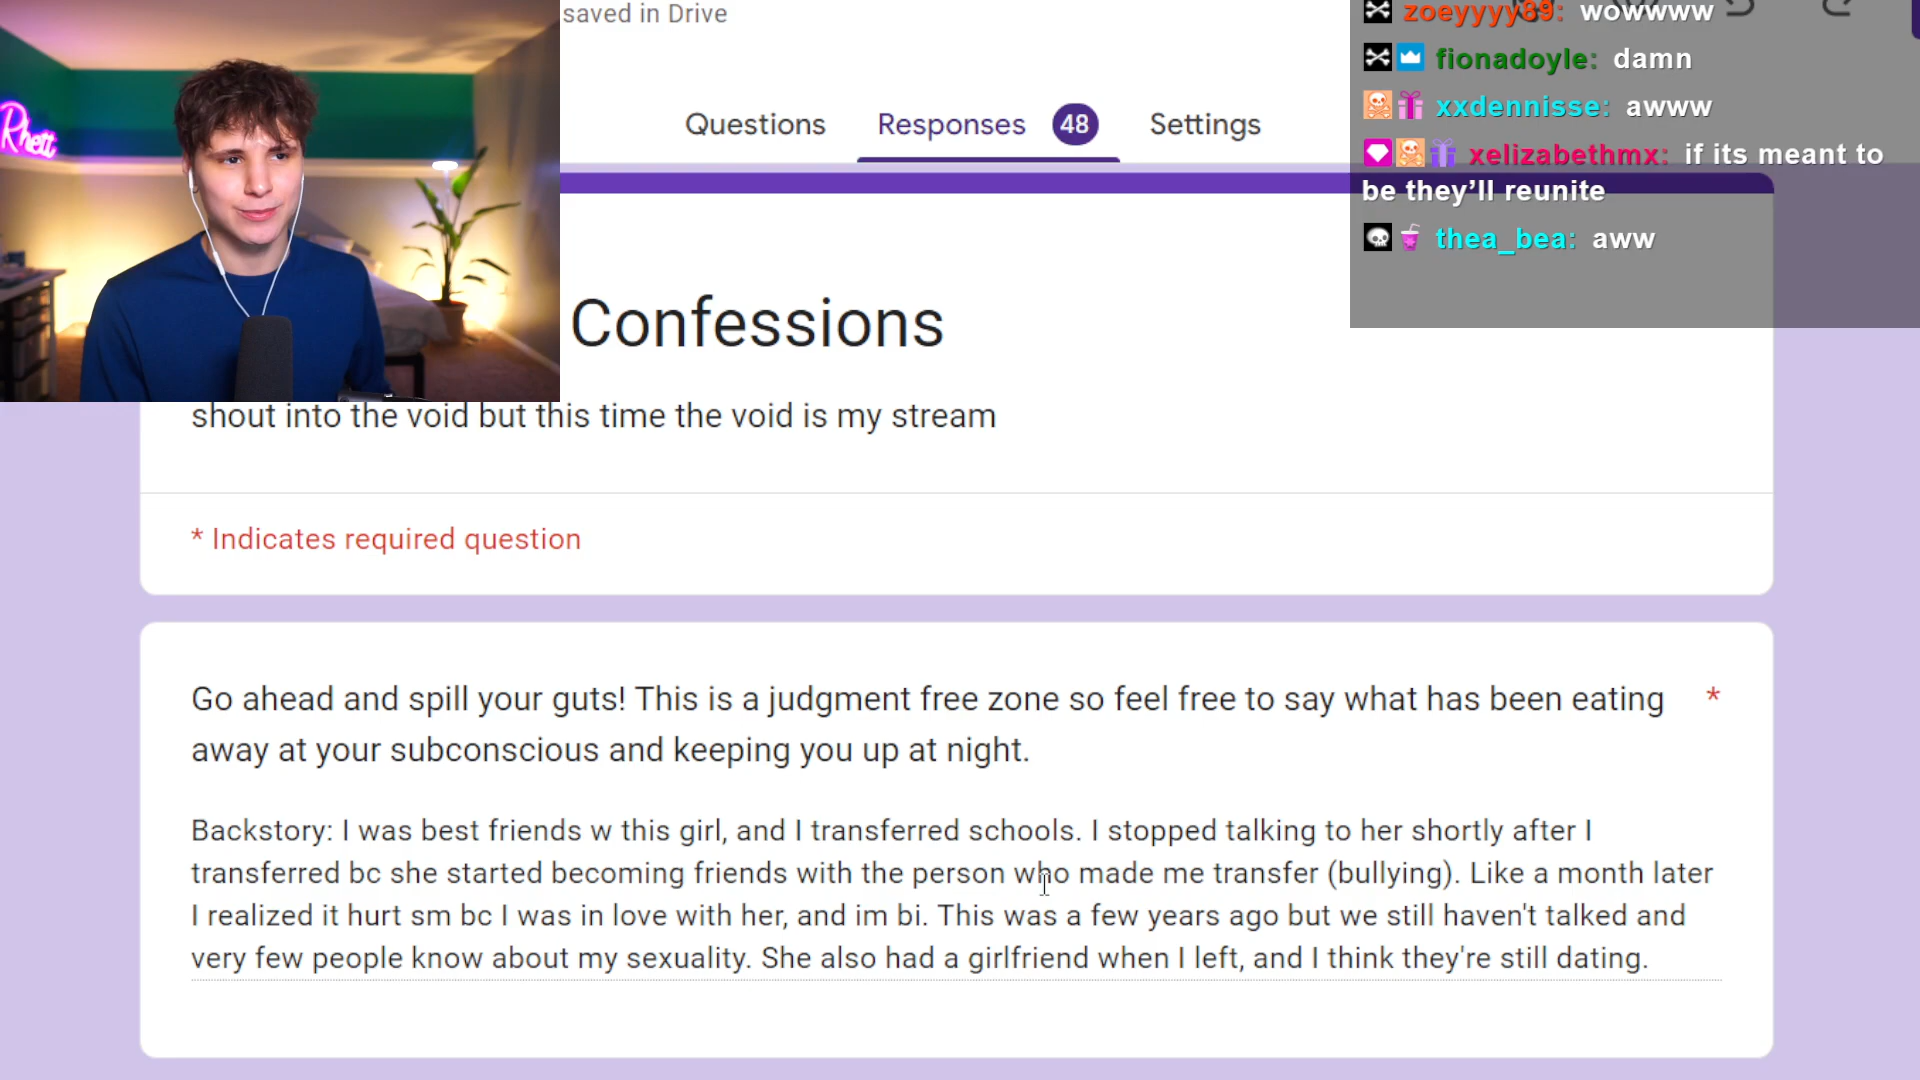 saved in Drive
Rhett
Questions
Responses
48
Settings
zoeyyyy89: wowwww
fionadoyle: damn
xxdennisse: awww
xelizabethmx: if its meant to
be they’ll reunite
thea_bea: aww
Confessions
shout into the void but this time the void is my stream
* Indicates required question
Go ahead and spill your guts! This is a judgment free zone so feel free to say what has been eating *
away at your subconscious and keeping you up at night.
Backstory: I was best friends w this girl, and I transferred schools. I stopped talking to her shortly after I
transferred bc she started becoming friends with the person who made me transfer (bullying). Like a month later
I realized it hurt sm bc I was in love with her, and im bi. This was a few years ago but we still haven't talked and
very few people know about my sexuality. She also had a girlfriend when I left, and I think they're still dating.